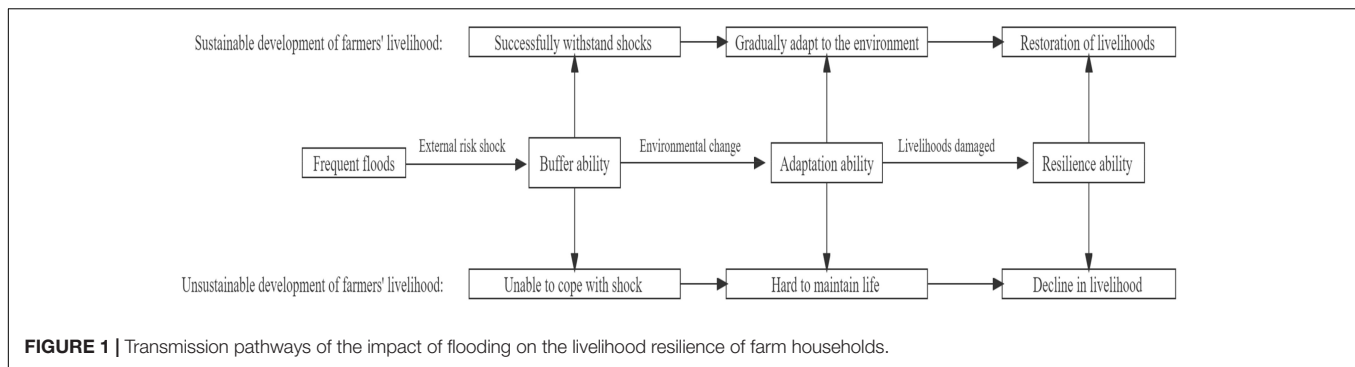 Sustainable development of farmers' livelihood: Successfully withstand shocks Gradually adapt to the environment Restoration of livelihoods
External risk shock Environmental change Livelihoods damaged
Frequent floods Buffer ability Adaptation ability Resilience ability
Unsustainable development of farmers' livelihood: Unable to cope with shock Hard to maintain life Decline in livelihood
FIGURE 1 | Transmission pathways of the impact of flooding on the livelihood resilience of farm households.